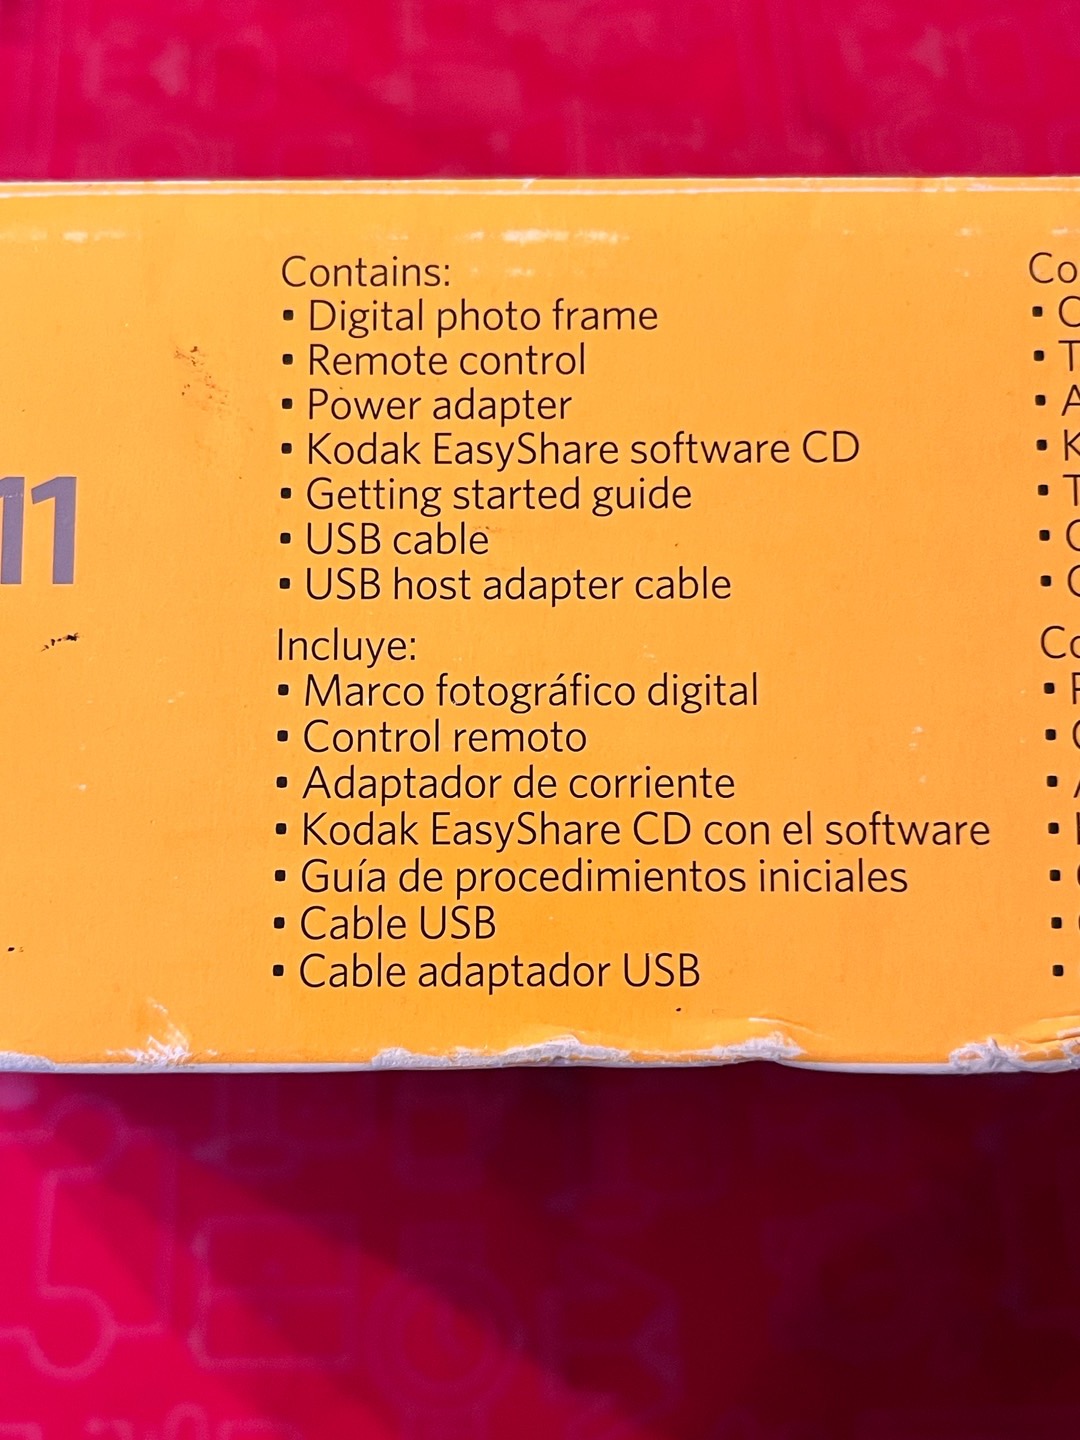 11
Contains:
• Digital photo frame
• Remote control
• Power adapter
• Kodak EasyShare software CD
• Getting started guide
• USB cable
• USB host adapter cable
Incluye:
• Marco fotográfico digital
• Control remoto
• Adaptador de corriente
• Kodak EasyShare CD con el software
• Guía de procedimientos iniciales
• Cable USB
• Cable adaptador USB